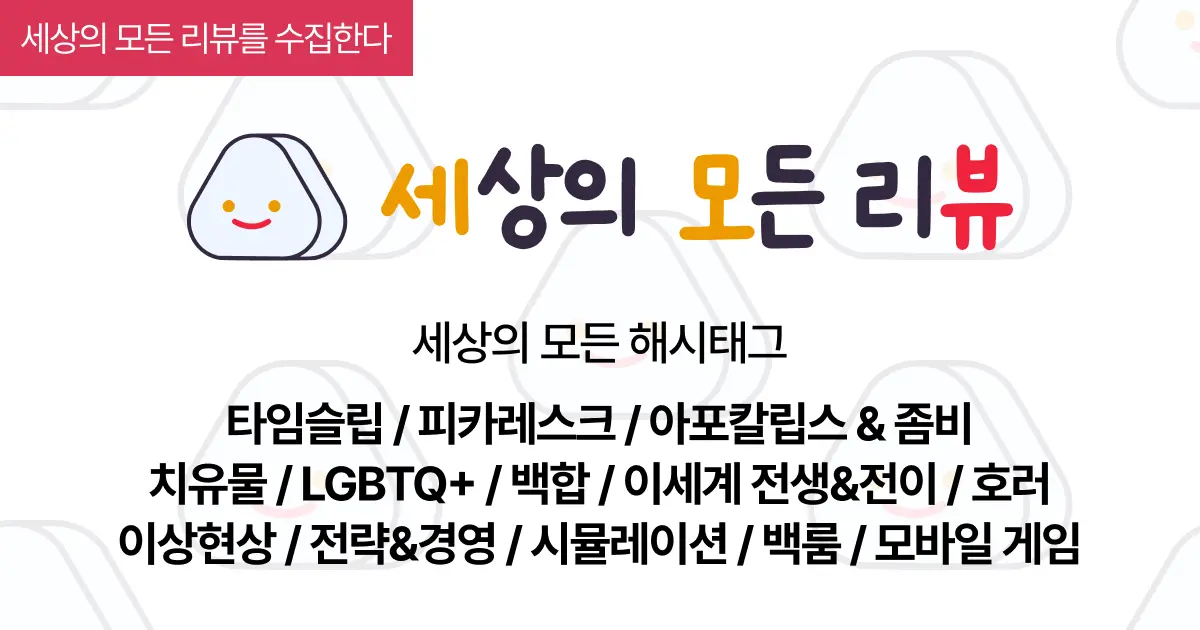 세상의 모든 리뷰를 수집한다
세상의 모든 리뷰
세상의 모든 해시태그
타임슬립 / 피카레스크 / 아포칼립스 & 좀비
치유물 / LGBTQ+ / 백합 / 이세계 전생&전이 / 호러
이상현상 / 전략&경영 / 시뮬레이션 / 백룸 / 모바일 게임